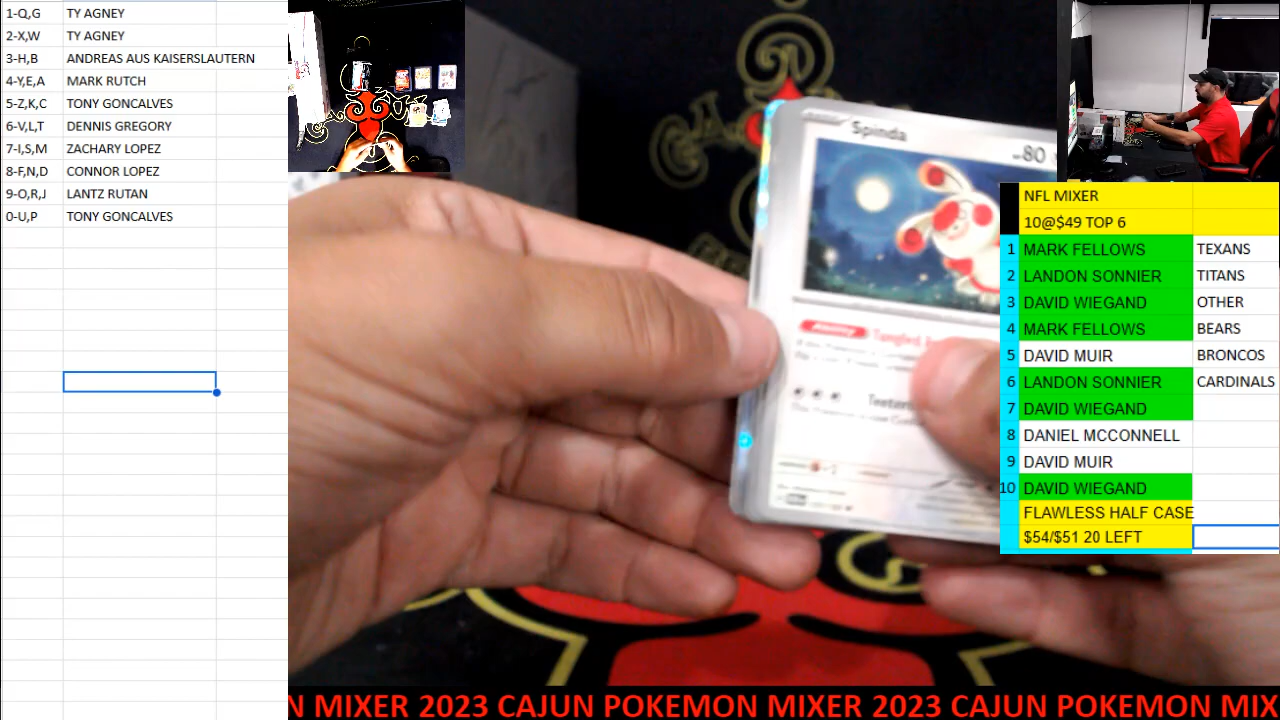 1-Q,G TY AGNEY
2-X,W TY AGNEY
3-H,B ANDREAS AUS KAISERSLAUTERN
4-Y,E,A MARK RUTCH
5-Z,K,C TONY GONCALVES
6-V,L,T DENNIS GREGORY
7-I,S,M ZACHARY LOPEZ
8-F,N,D CONNOR LOPEZ
9-O,R,J LANTZ RUTAN
0-U,P TONY GONCALVES
Spinda
80
Ability Tangled
NFL MIXER
10@$49 TOP 6
1 MARK FELLOWS TEXANS
2 LANDON SONNIER TITANS
3 DAVID WIEGAND OTHER
4 MARK FELLOWS BEARS
5 DAVID MUIR BRONCOS
6 LANDON SONNIER CARDINALS
7 DAVID WIEGAND
8 DANIEL MCCONNELL
9 DAVID MUIR
10 DAVID WIEGAND
FLAWLESS HALF CASE
$54/$51 20 LEFT
N MIXER 2023 CAJUN POKEMON MIXER 2023 CAJUN POKEMON MIX